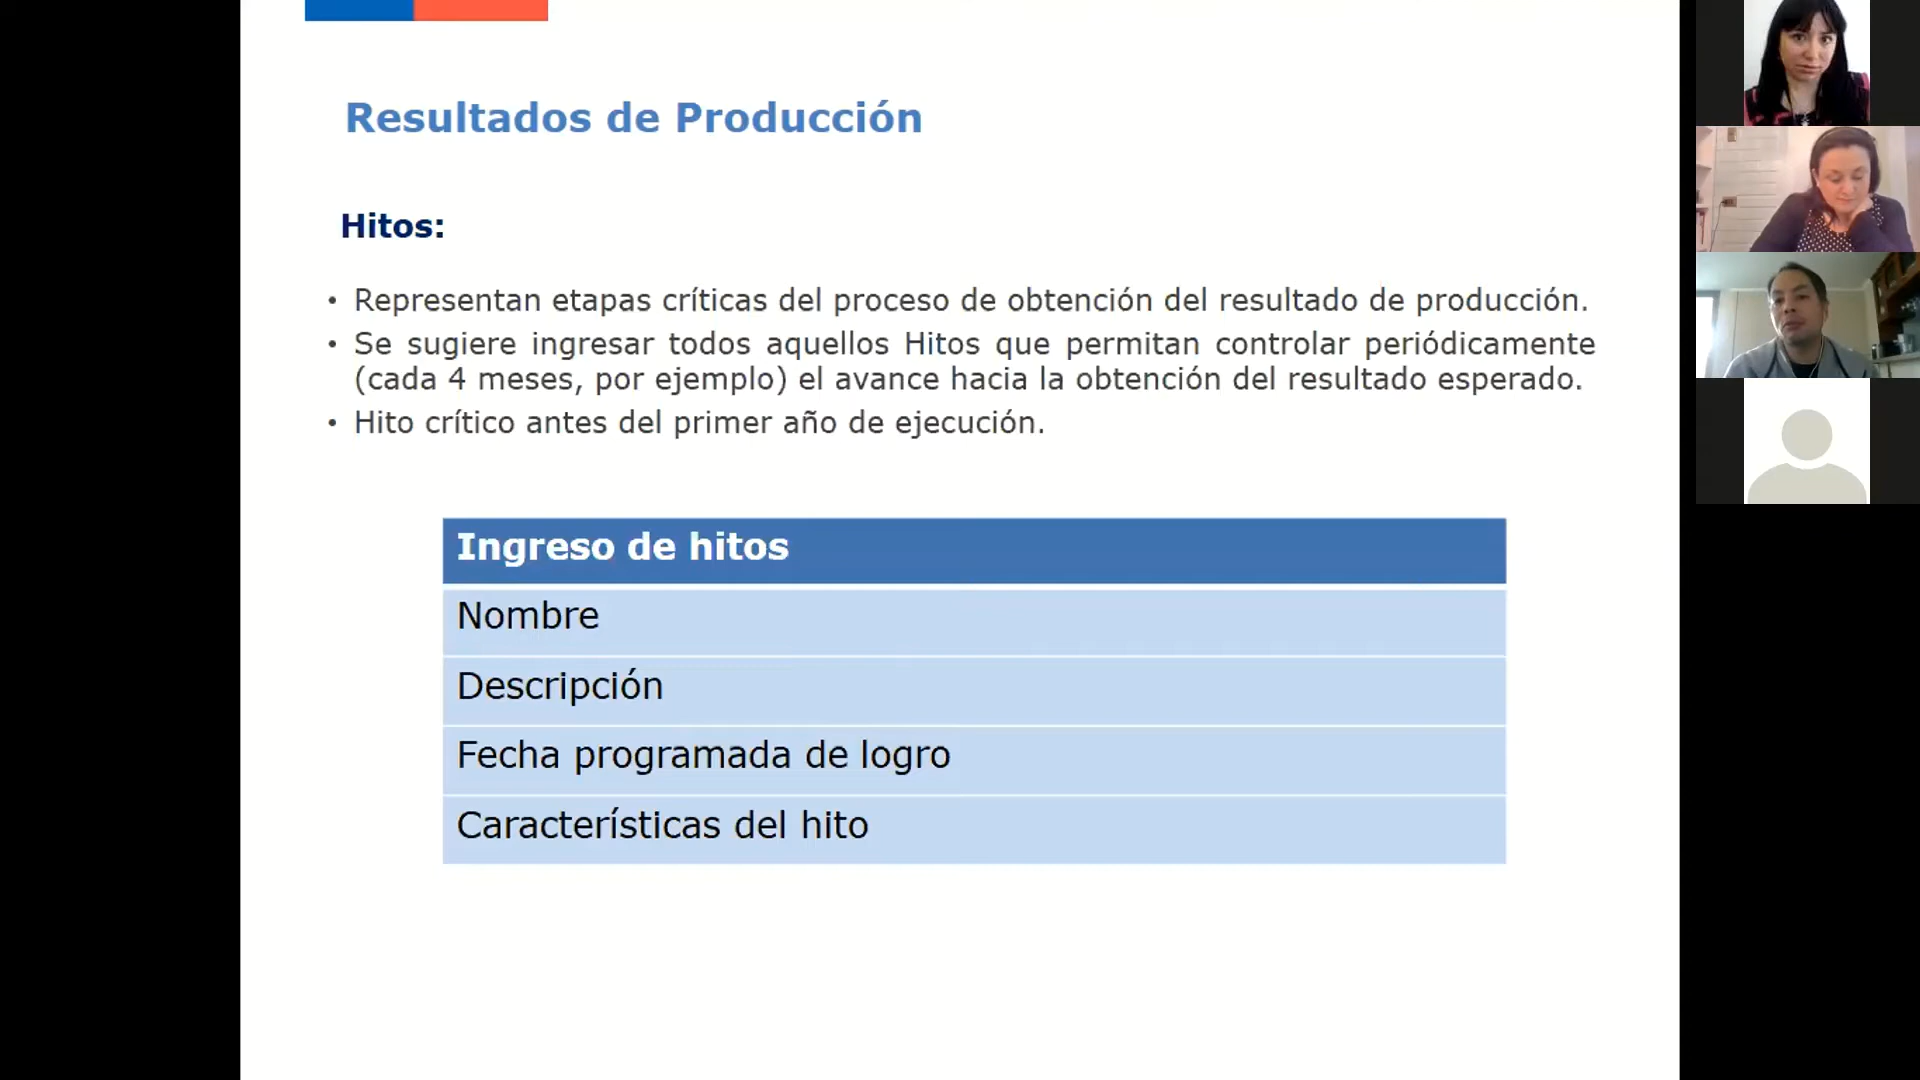 Resultados de Producción
Hitos:
• Representan etapas críticas del proceso de obtención del resultado de producción.
• Se sugiere ingresar todos aquellos Hitos que permitan controlar periódicamente
(cada 4 meses, por ejemplo) el avance hacia la obtención del resultado esperado.
• Hito crítico antes del primer año de ejecución.
Ingreso de hitos
Nombre
Descripción
Fecha programada de logro
Características del hito